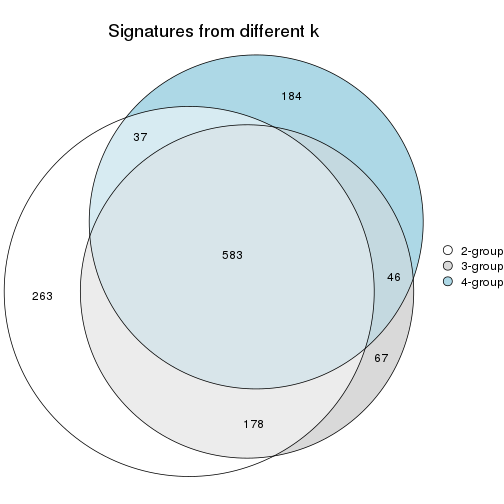 Signatures from different k
184
37
583
2-group
3-group
4-group
46
263
67
178